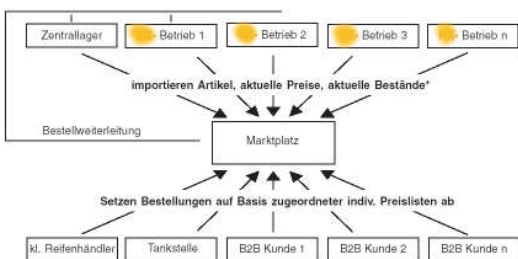 Zentrallager
- Betrieb 1
- Betrieb 2
- Betrieb 3
Betrieb n
importieren Artikel, aktuelle Preise, aktuelle Bestände*
Bestellweiterleitung
Marktplatz
Setzen Bestellungen auf Basis zugeordneter indiv. Preislisten ab
kl. Reifenhändler
Tankstelle
B2B Kunde 1
B2B Kunde 2
B2B Kunde n